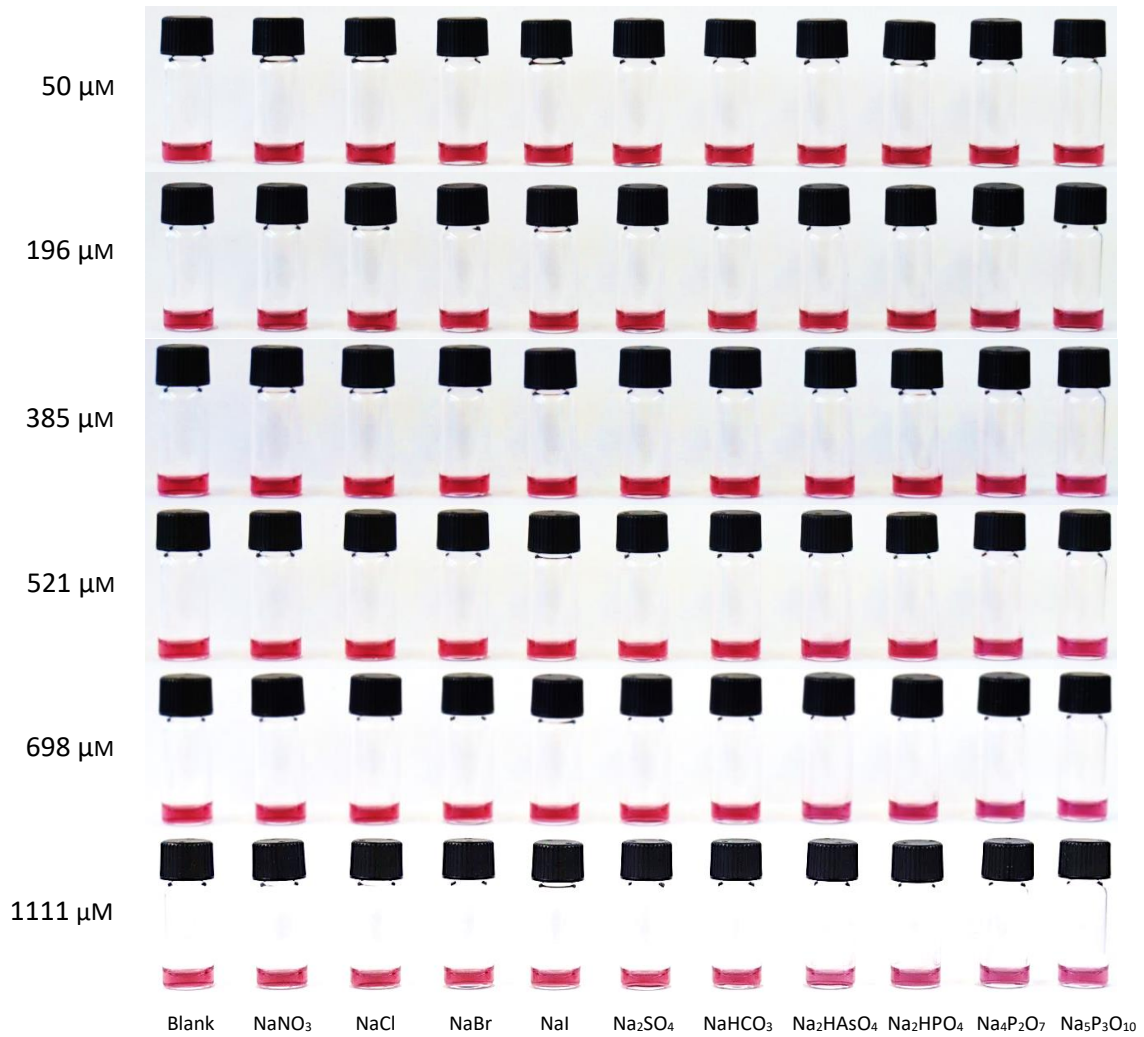 50 µM
196 µM
385 µM
521 µM
698 µM
1111 µM
Blank NaNO₃ NaCl NaBr NaI Na₂SO₄ NaHCO₃ Na₂HAsO₄ Na₂HPO₄ Na₄P₂O₇ Na₅P₃O₁₀